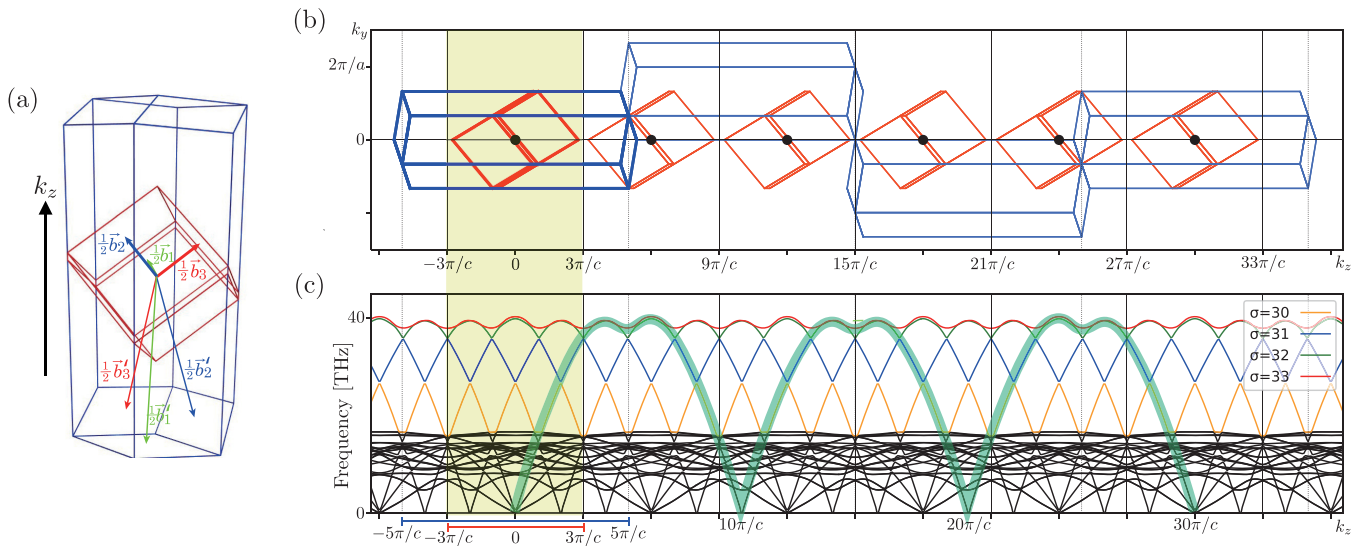 (a)
k_z
½b⃗₂
½b⃗₁
½b⃗₃
½b⃗′₃
½b⃗′₂
½b⃗′₁
(b)
k_y
2π/a
0
−3π/c 0 3π/c 9π/c 15π/c 21π/c 27π/c 33π/c k_z
(c)
40
Frequency [THz]
0
σ=30
σ=31
σ=32
σ=33
−5π/c −3π/c 0 3π/c 5π/c 10π/c 20π/c 30π/c k_z